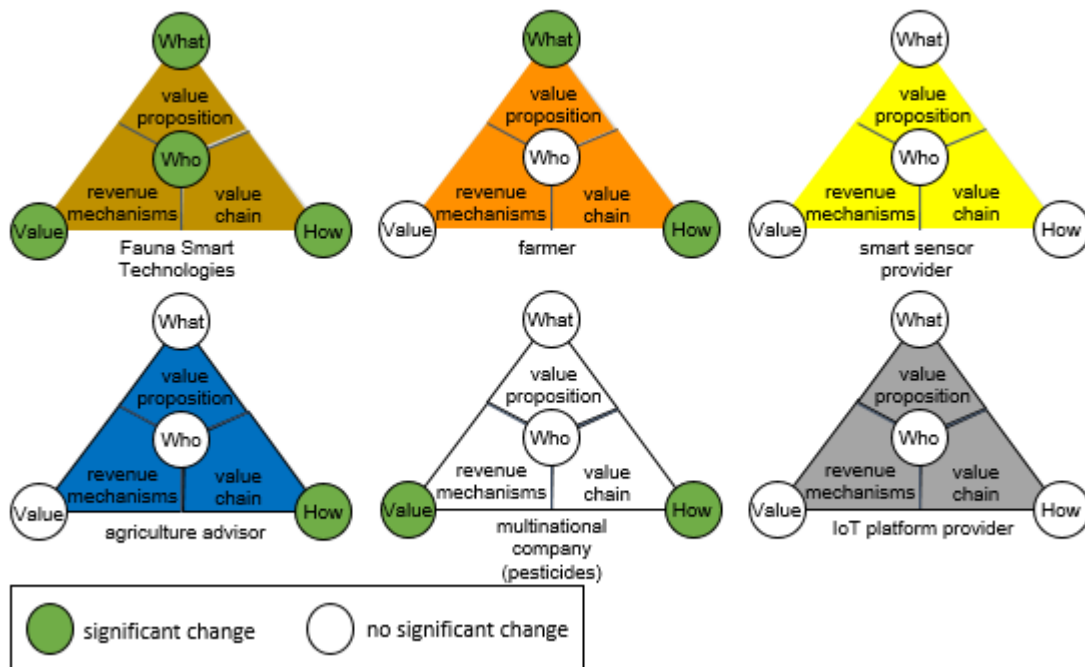 What
value
proposition
Who
revenue
mechanisms
value
chain
Value
How
Fauna Smart
Technologies
What
value
proposition
Who
revenue
mechanisms
value
chain
Value
How
farmer
What
value
proposition
Who
revenue
mechanisms
value
chain
Value
How
smart sensor
provider
What
value
proposition
Who
revenue
mechanisms
value
chain
Value
How
agriculture advisor
What
value
proposition
Who
revenue
mechanisms
value
chain
Value
How
multinational
company
(pesticides)
What
value
proposition
Who
revenue
mechanisms
value
chain
Value
How
IoT platform provider
significant change
no significant change